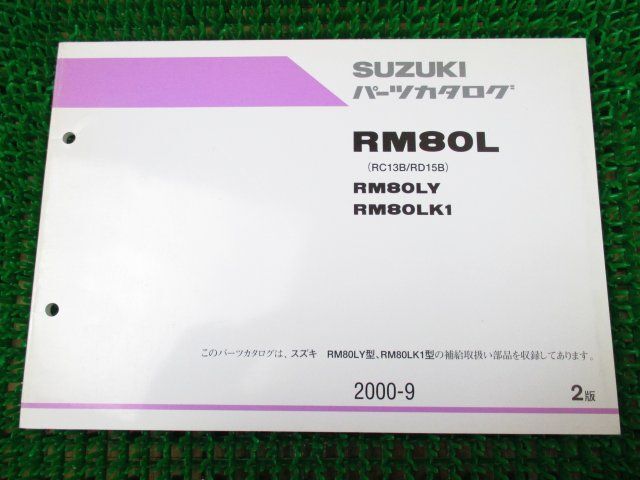 SUZUKI
パーツカタログ
RM80L
(RC13B/RD15B)
RM80LY
RM80LK1
このパーツカタログは、スズキ RM80LY型、RM80LK1型の補給取扱い部品を収録してあります。
2000-9
2版